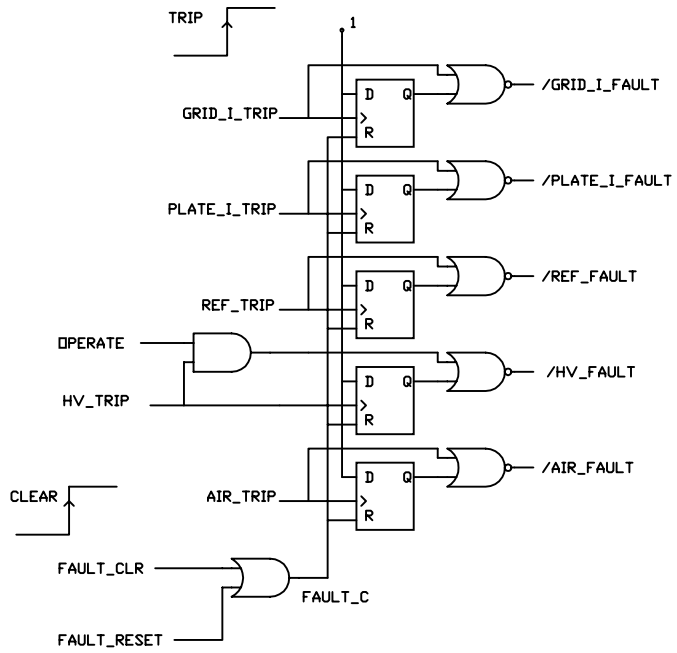 TRIP
1
D Q
GRID_I_TRIP
R
/GRID_I_FAULT
D Q
PLATE_I_TRIP
R
/PLATE_I_FAULT
D Q
REF_TRIP
R
/REF_FAULT
OPERATE
D Q
HV_TRIP
R
/HV_FAULT
D Q
CLEAR
AIR_TRIP
R
/AIR_FAULT
FAULT_CLR
FAULT_C
FAULT_RESET